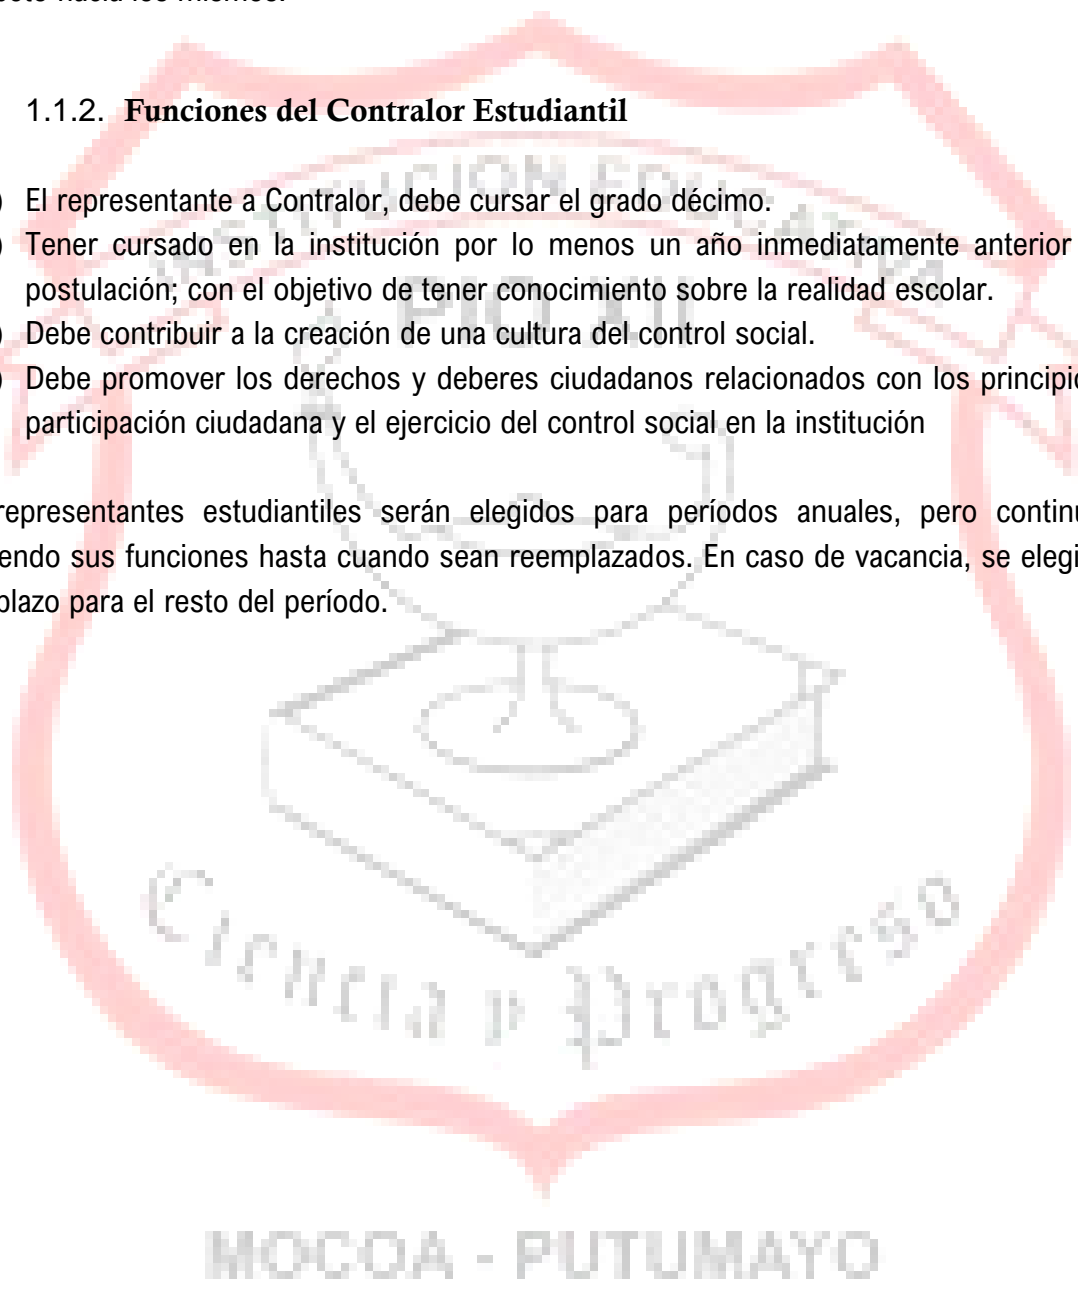 1.1.2. Funciones del Contralor Estudiantil
) El representante a Contralor, debe cursar el grado décimo.
) Tener cursado en la institución por lo menos un año inmediatamente anterior
postulación; con el objetivo de tener conocimiento sobre la realidad escolar.
) Debe contribuir a la creación de una cultura del control social.
) Debe promover los derechos y deberes ciudadanos relacionados con los
participación ciudadana y el ejercicio del control social en la institución
representantes estudiantiles serán elegidos para períodos anuales, pero
sus funciones hasta cuando sean reemplazados. En caso de vacancia, se
para el resto del período.
INSTITUCION EDUCATIVA
PIO XII
Ciencia y Progreso
MOCOA - PUTUMAYO